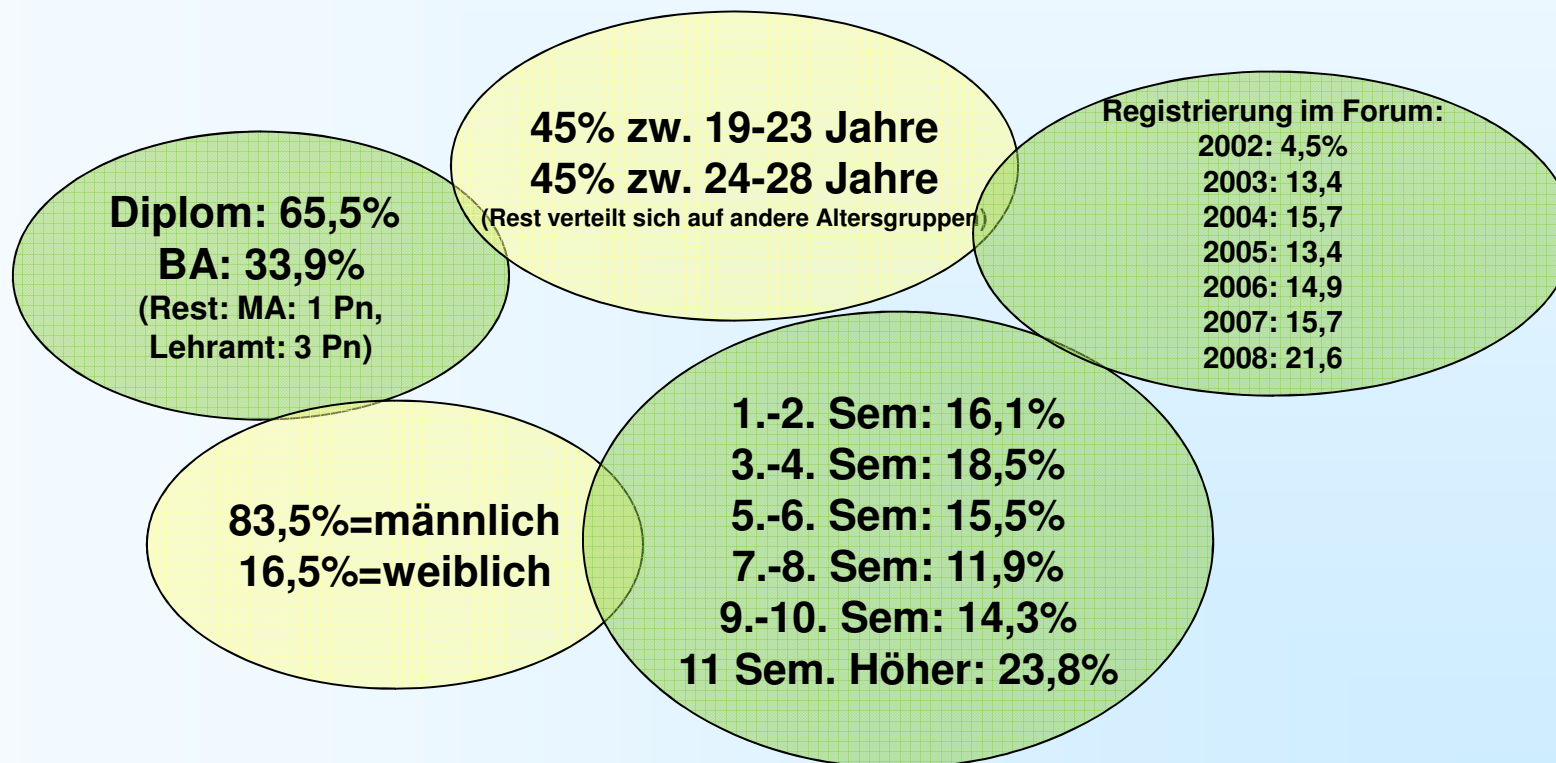 45% zw. 19-23 Jahre
45% zw. 24-28 Jahre
(Rest verteilt sich auf andere Altersgruppen)
Registrierung im Forum:
2002: 4,5%
2003: 13,4
2004: 15,7
2005: 13,4
2006: 14,9
2007: 15,7
2008: 21,6
Diplom: 65,5%
BA: 33,9%
(Rest: MA: 1 Pn,
Lehramt: 3 Pn)
83,5%=männlich
16,5%=weiblich
1.-2. Sem: 16,1%
3.-4. Sem: 18,5%
5.-6. Sem: 15,5%
7.-8. Sem: 11,9%
9.-10. Sem: 14,3%
11 Sem. Höher: 23,8%